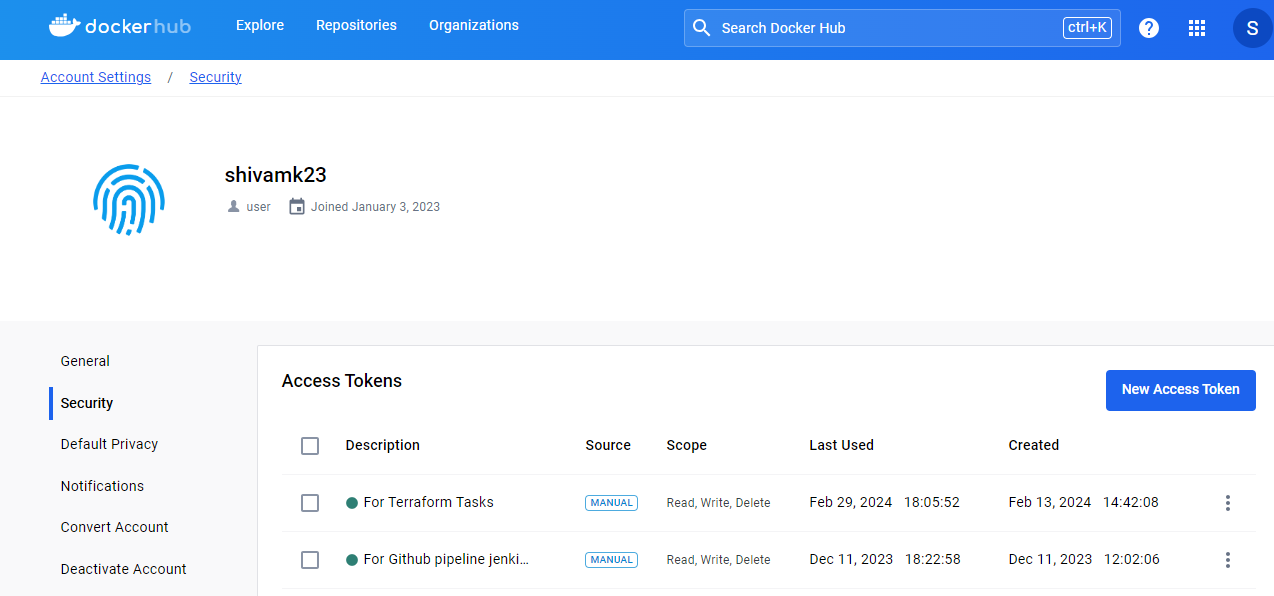 dockerhub Explore Repositories Organizations Search Docker Hub ctrl+K ? S
Account Settings / Security
shivamk23
user Joined January 3, 2023
General
Security
Default Privacy
Notifications
Convert Account
Deactivate Account
Access Tokens New Access Token
Description Source Scope Last Used Created
For Terraform Tasks MANUAL Read, Write, Delete Feb 29, 2024 18:05:52 Feb 13, 2024 14:42:08
For Github pipeline jenki... MANUAL Read, Write, Delete Dec 11, 2023 18:22:58 Dec 11, 2023 12:02:06